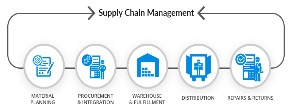 Supply Chain Management
MATERIAL
PLANNING
PROCUREMENT
& INTEGRATION
WAREHOUSE
& FULFILLMENT
DISTRIBUTION
REPAIRS & RETURNS